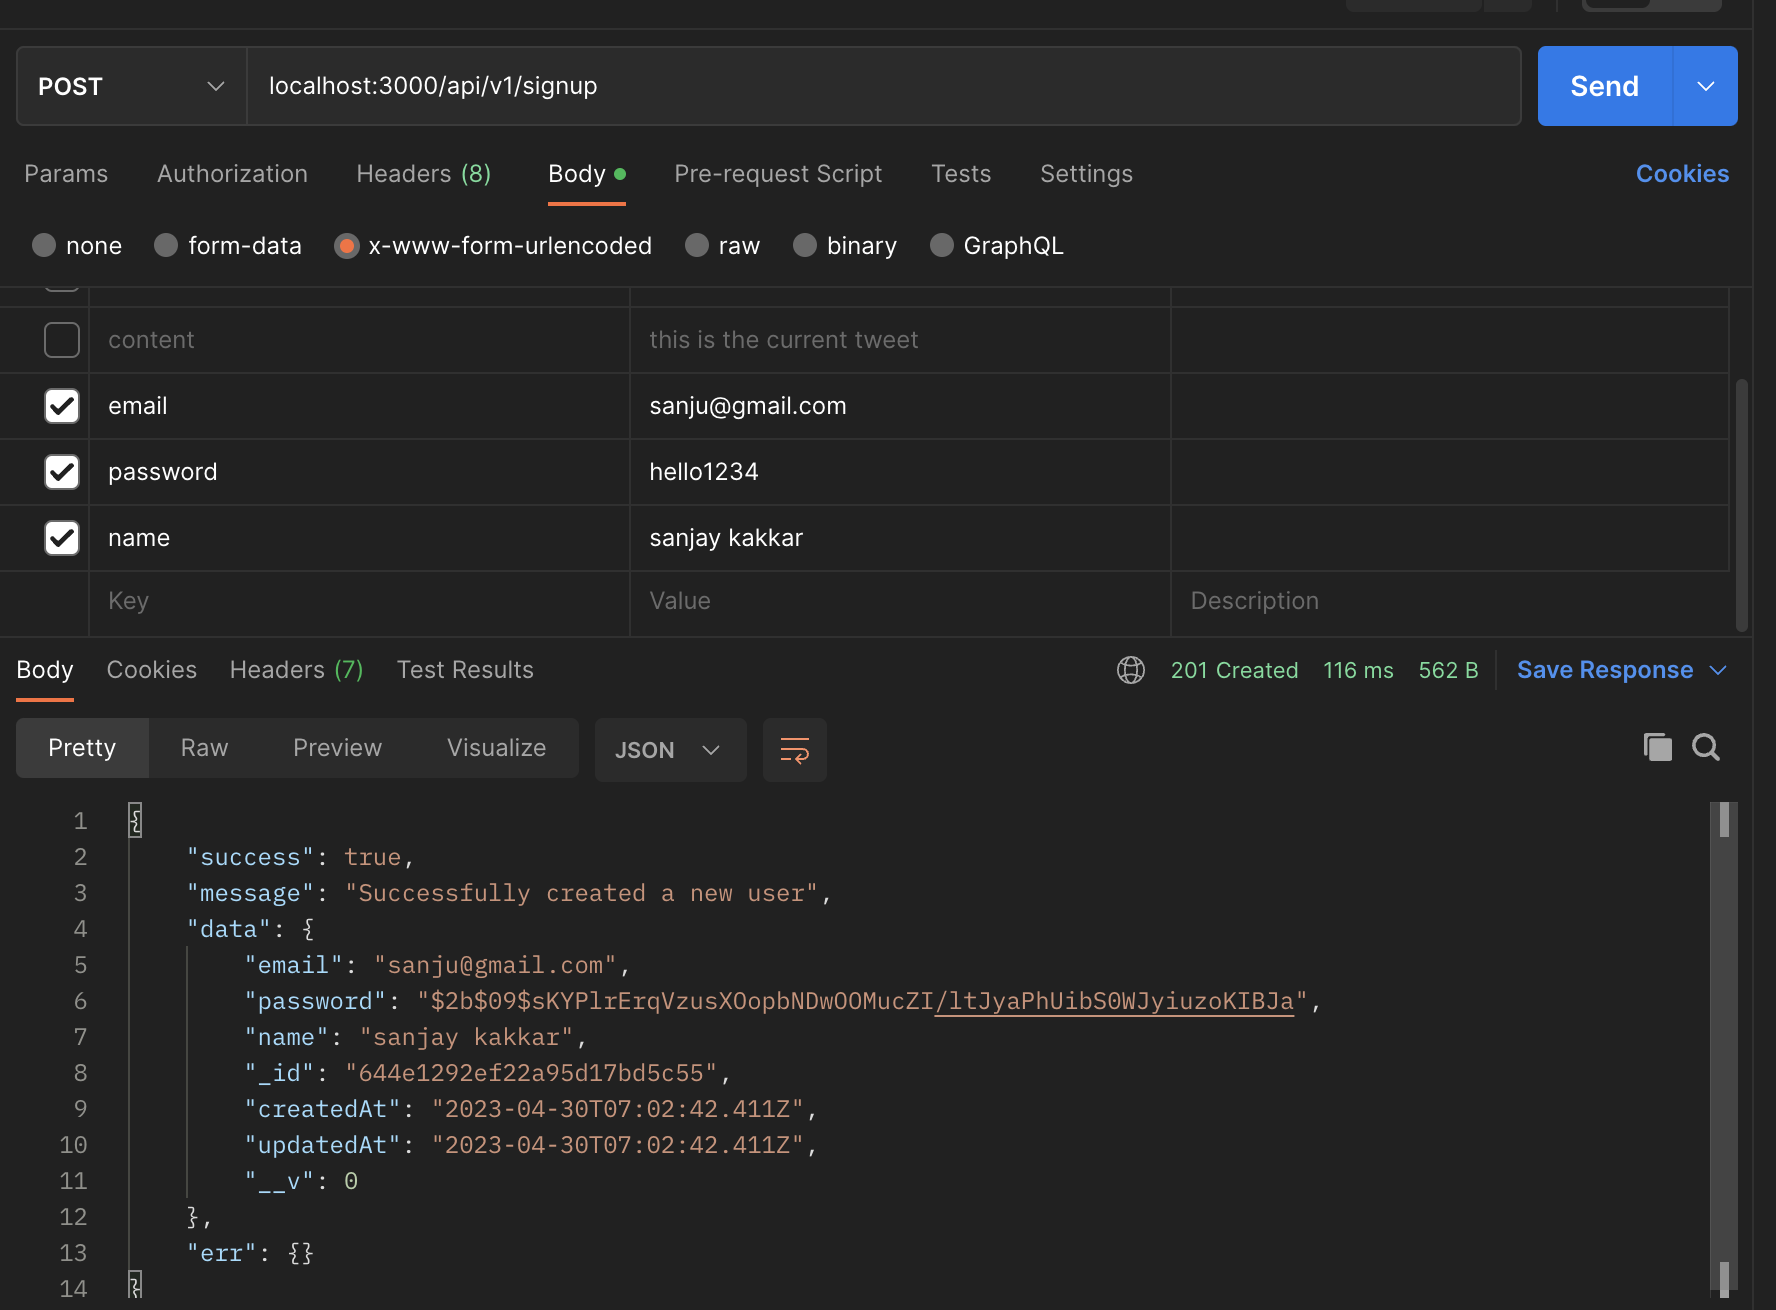 POST localhost:3000/api/v1/signup Send
Params Authorization Headers (8) Body Pre-request Script Tests Settings Cookies
none form-data x-www-form-urlencoded raw binary GraphQL
content this is the current tweet
email sanju@gmail.com
password hello1234
name sanjay kakkar
Key Value Description
Body Cookies Headers (7) Test Results 201 Created 116 ms 562 B Save Response
Pretty Raw Preview Visualize JSON
1 {
2 "success": true,
3 "message": "Successfully created a new user",
4 "data": {
5 "email": "sanju@gmail.com",
6 "password": "$2b$09$sKYPlrErqVzusXOopbNDwOOMucZI/ltJyaPhUibS0WJyiuzoKIBJa",
7 "name": "sanjay kakkar",
8 "_id": "644e1292ef22a95d17bd5c55",
9 "createdAt": "2023-04-30T07:02:42.411Z",
10 "updatedAt": "2023-04-30T07:02:42.411Z",
11 "__v": 0
12 },
13 "err": {}
14 }